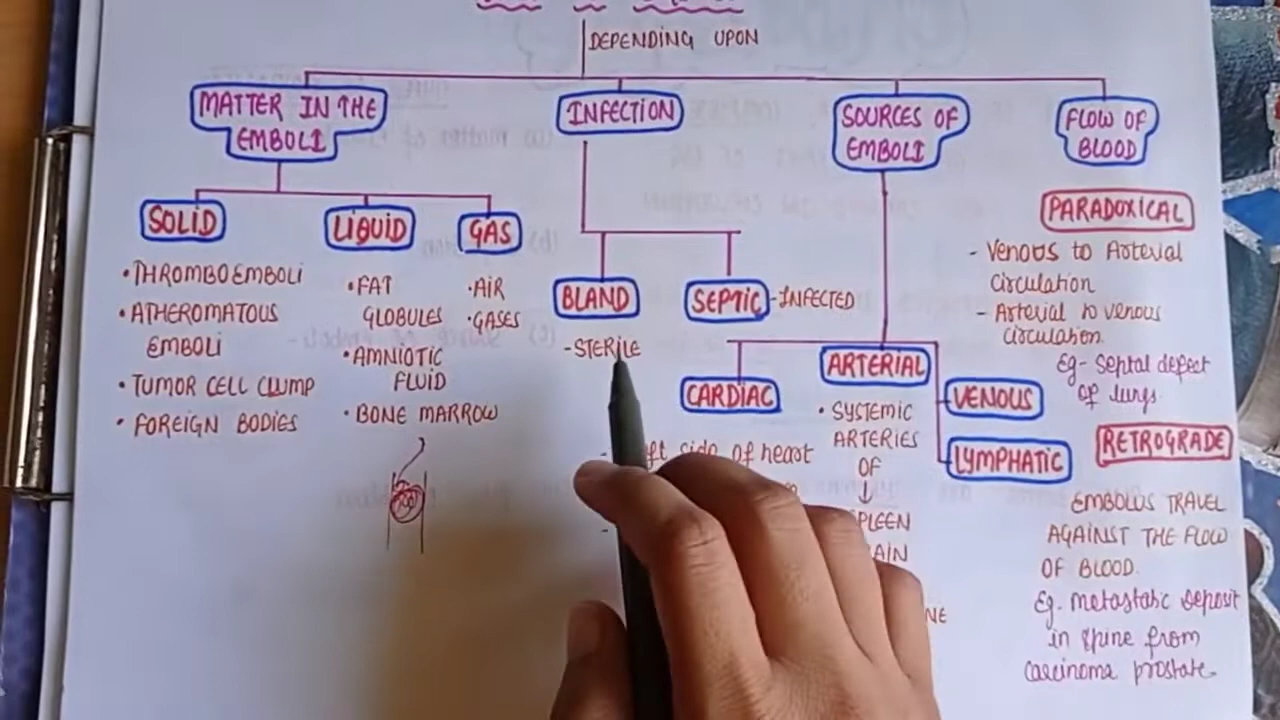 DEPENDING UPON
MATTER IN THE
EMBOLI
INFECTION
SOURCES OF
EMBOLI
FLOW OF
BLOOD
SOLID
LIQUID
GAS
• THROMBOEMBOLI
• ATHEROMATOUS
EMBOLI
• TUMOR CELL CLUMP
• FOREIGN BODIES
• FAT
GLOBULES
• AMNIOTIC
FLUID
• BONE MARROW
• AIR
• GASES
BLAND
- STERILE
SEPTIC - INFECTED
CARDIAC
side of heart
ARTERIAL
• SYSTEMIC
ARTERIES
OF
↓
VENOUS
LYMPHATIC
PARADOXICAL
- Venous to Arterial
Circulation
- Arterial to venous
Circulation.
Eg- Septal defect
of lungs.
RETROGRADE
EMBOLUS TRAVEL
AGAINST THE FLOW
OF BLOOD.
Eg. metastatic deposit
in spine from
carcinoma prostate.